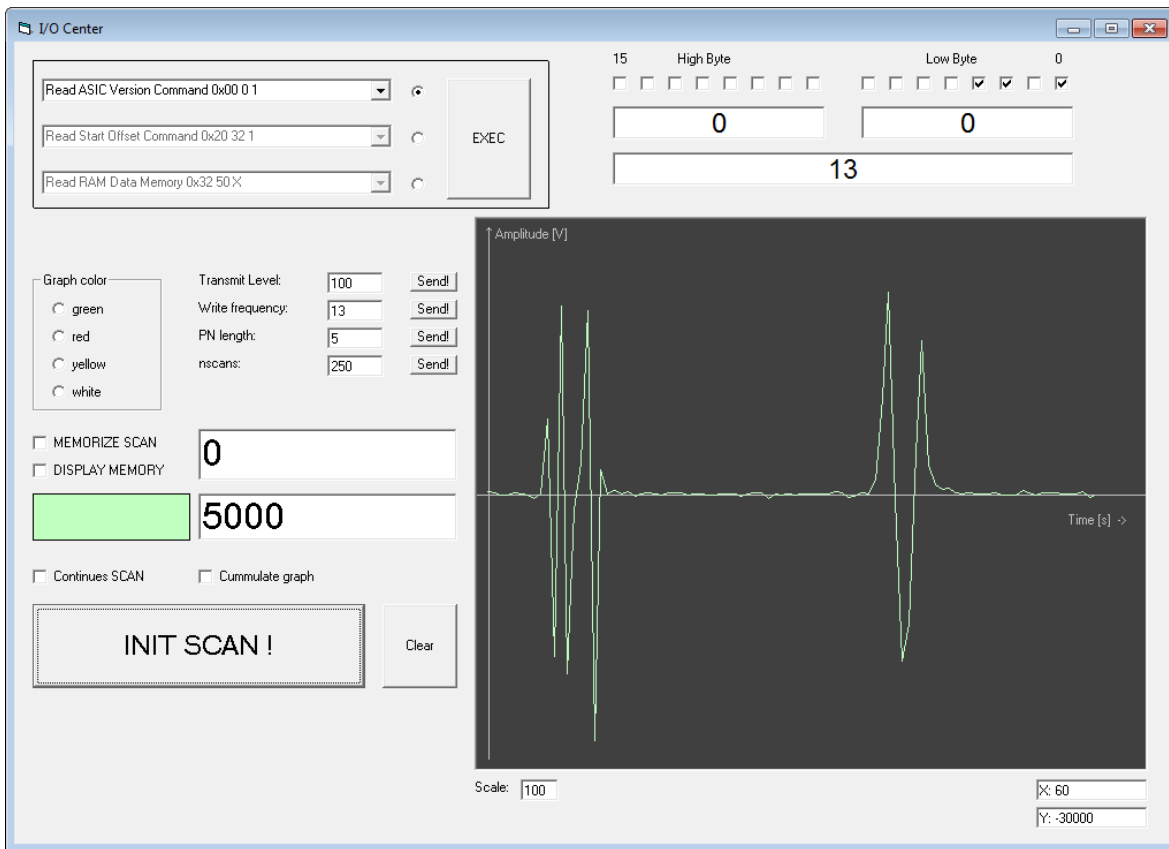 I/O Center
15 High Byte Low Byte 0
Read ASIC Version Command 0x00 0 1
EXEC
Read Start Offset Command 0x20 32 1
Read RAM Data Memory 0x32 50 X
0 0
13
Amplitude [V]
Time [s] ->
Graph color
green
red
yellow
white
Transmit Level: 100 Send!
Write frequency: 13 Send!
PN length: 5 Send!
nscans: 250 Send!
MEMORIZE SCAN
DISPLAY MEMORY
0
5000
Continues SCAN Cummulate graph
INIT SCAN !
Clear
Scale: 100
X: 60
Y: -30000